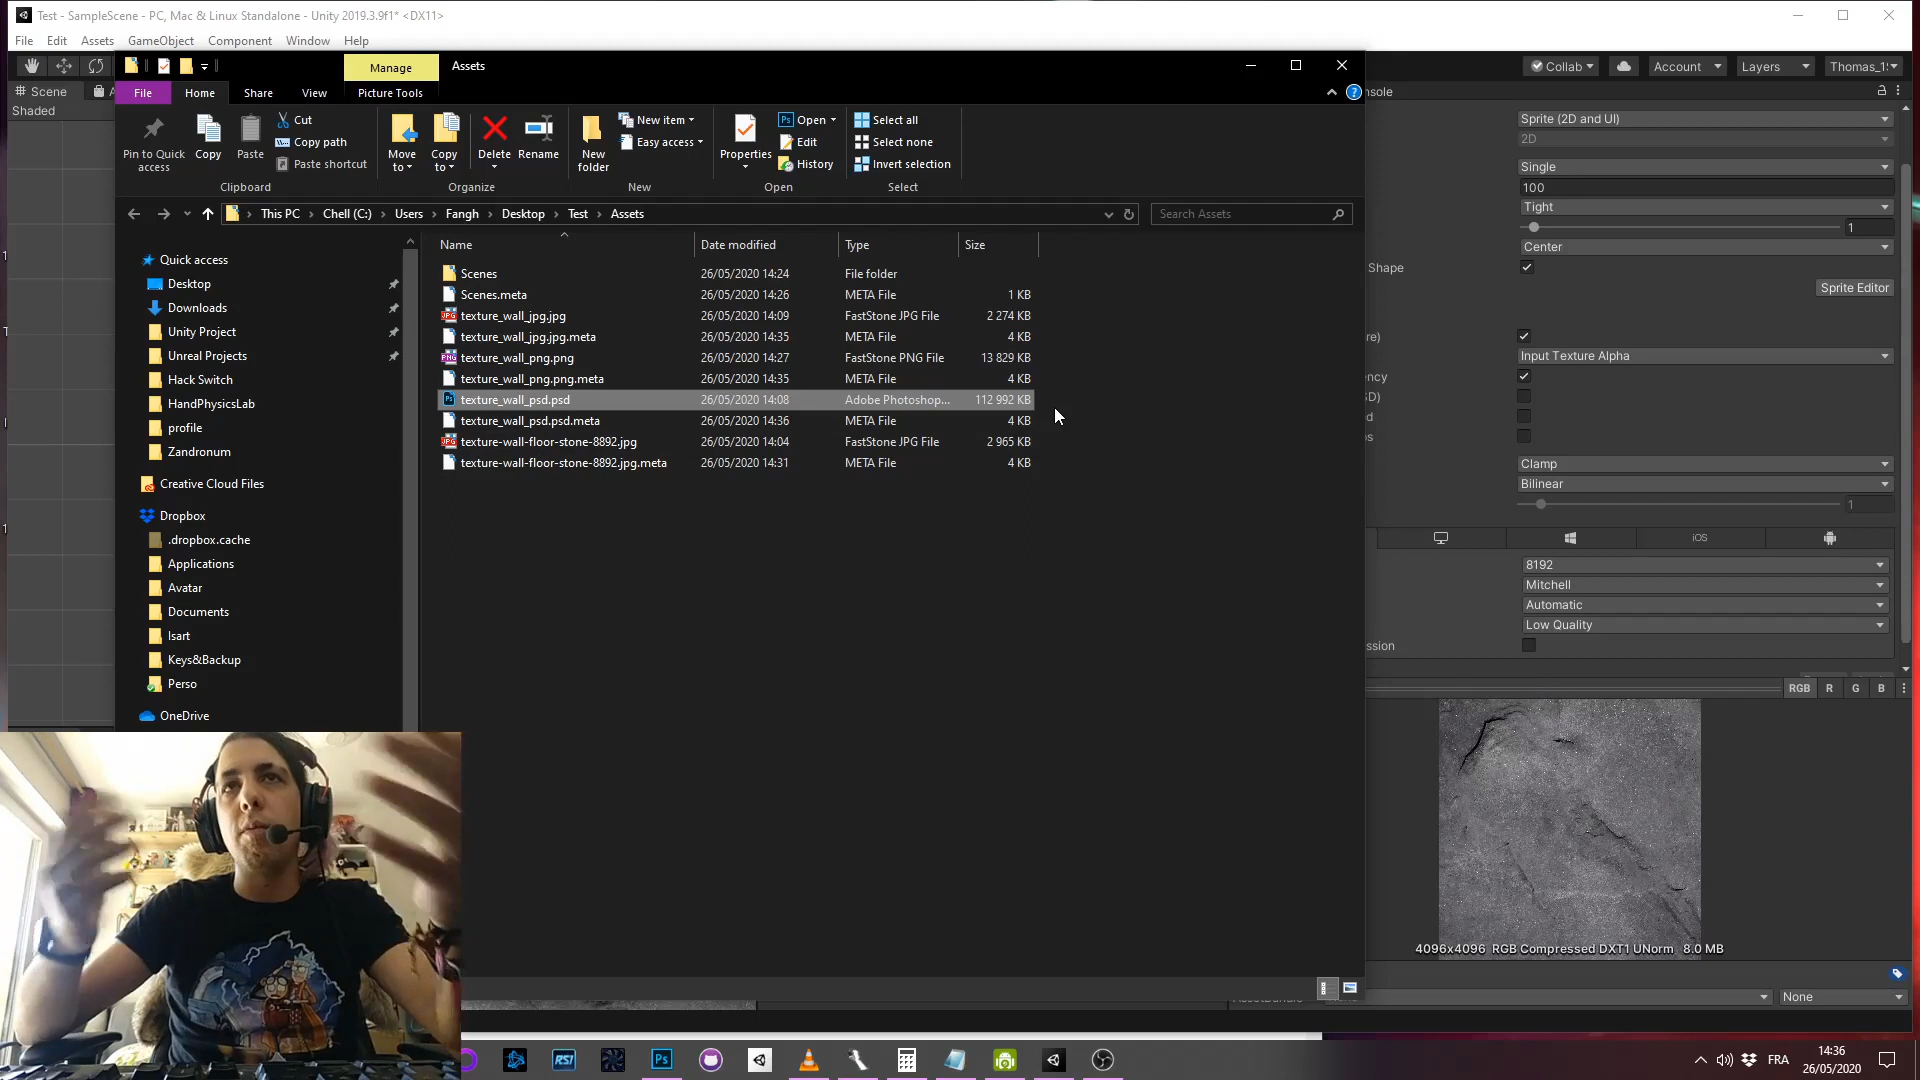 Test - SampleScene - PC, Mac & Linux Standalone - Unity 2019.3.9f1* <DX11>
File Edit Assets GameObject Component Window Help
Manage Assets
Collab Account Layers
File Home Share View Picture Tools
Scene
Shaded
Pin to Quick access
Copy
Paste
Cut
Copy path
Paste shortcut
Clipboard
Move to
Copy to
Delete
Rename
Organize
New folder
New item
Easy access
New
Properties
Open
Edit
History
Open
Select all
Select none
Invert selection
Select
This PC > Chell (C:) > Users > Fangh > Desktop > Test > Assets
Search Assets
Name Date modified Type Size
Scenes 26/05/2020 14:24 File folder
Scenes.meta 26/05/2020 14:26 META File 1 KB
texture_wall_jpg.jpg 26/05/2020 14:09 FastStone JPG File 2 274 KB
texture_wall_jpg.jpg.meta 26/05/2020 14:35 META File 4 KB
texture_wall_png.png 26/05/2020 14:27 FastStone PNG File 13 829 KB
texture_wall_png.png.meta 26/05/2020 14:35 META File 4 KB
texture_wall_psd.psd 26/05/2020 14:08 Adobe Photoshop... 112 992 KB
texture_wall_psd.psd.meta 26/05/2020 14:36 META File 4 KB
texture-wall-floor-stone-8892.jpg 26/05/2020 14:04 FastStone JPG File 2 965 KB
texture-wall-floor-stone-8892.jpg.meta 26/05/2020 14:31 META File 4 KB
Quick access
Desktop
Downloads
Unity Project
Unreal Projects
Hack Switch
HandPhysicsLab
profile
Zandronum
Creative Cloud Files
Dropbox
.dropbox.cache
Applications
Avatar
Documents
Isart
Keys&Backup
Perso
OneDrive
nsole
Sprite (2D and UI)
2D
Single
100
Tight
1
Center
Shape
Sprite Editor
Input Texture Alpha
Clamp
Bilinear
1
iOS
8192
Mitchell
Automatic
Low Quality
ssion
RGB R G B
4096x4096 RGB Compressed DXT1 UNorm 8.0 MB
None
RSI Ps
FRA
14:36
26/05/2020